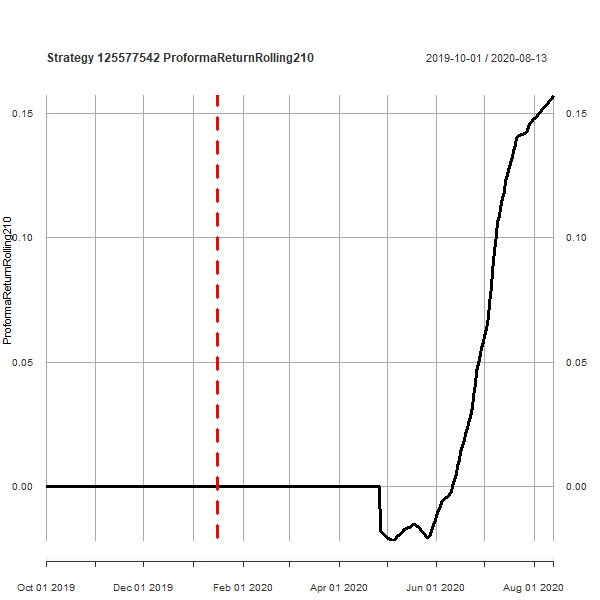 Strategy 125577542 ProformaReturnRolling210
2019-10-01 / 2020-08-13
0.15
0.15
0.10
0.10
0.05
0.05
0.00
0.00
ProformaReturnRolling210
Oct 01 2019
Dec 01 2019
Feb 01 2020
Apr 01 2020
Jun 01 2020
Aug 01 2020